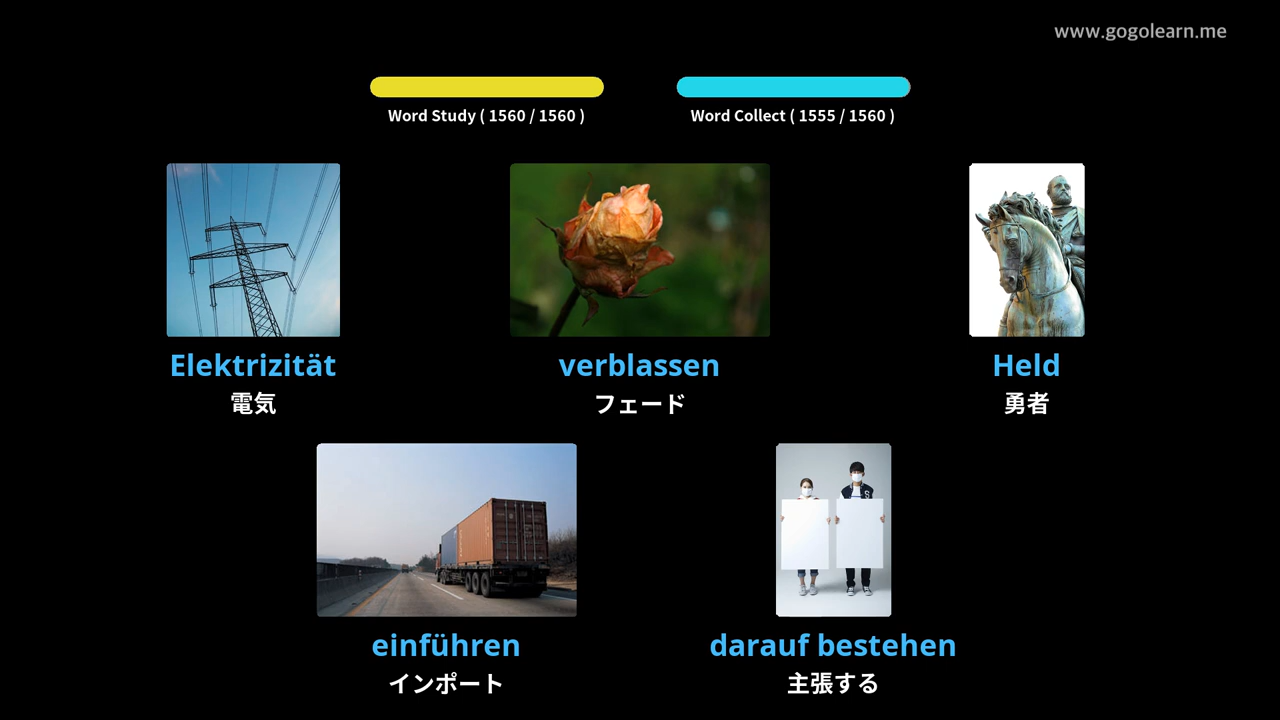 www.gogolearn.me
Word Study ( 1560 / 1560 )
Word Collect ( 1555 / 1560 )
Elektrizität
電気
verblassen
フェード
Held
勇者
einführen
インポート
darauf bestehen
主張する